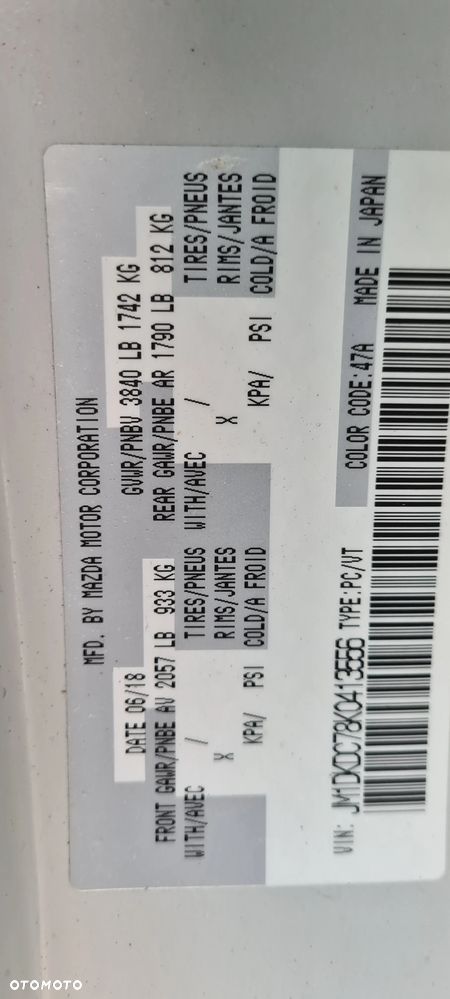 MFD. BY MAZDA MOTOR CORPORATION
DATE 06/18 GVWR/PNBV 3840 LB 1742 KG
FRONT GAWR/PNBE AV 2057 LB 933 KG REAR GAWR/PNBE AR 1790 LB 812 KG
WITH/AVEC / TIRES/PNEUS WITH/AVEC / TIRES/PNEUS
X RIMS/JANTES X RIMS/JANTES
KPA/ PSI COLD/A FROID KPA/ PSI COLD/A FROID
VIN: JM1DKDC78K0413556 TYPE:PC/VT COLOR CODE:47A MADE IN JAPAN
OTOMOTO